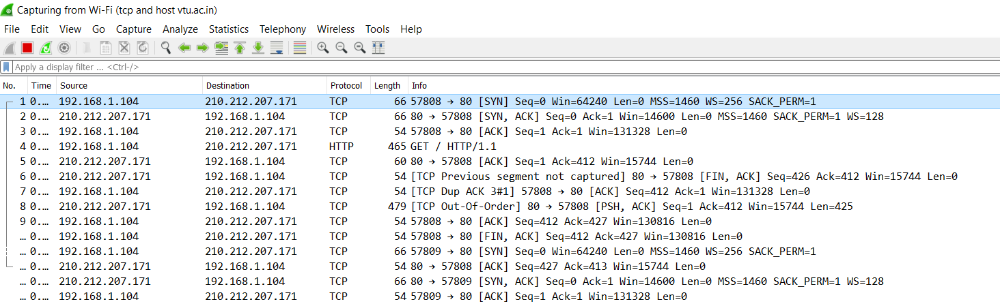 Capturing from Wi-Fi (tcp and host vtu.ac.in)
File Edit View Go Capture Analyze Statistics Telephony Wireless Tools Help
Apply a display filter ... <Ctrl-/>
No. Time Source Destination Protocol Length Info
1 0.… 192.168.1.104 210.212.207.171 TCP 66 57808 → 80 [SYN] Seq=0 Win=64240 Len=0 MSS=1460 WS=256 SACK_PERM=1
2 0.… 210.212.207.171 192.168.1.104 TCP 66 80 → 57808 [SYN, ACK] Seq=0 Ack=1 Win=14600 Len=0 MSS=1460 SACK_PERM=1 WS=128
3 0.… 192.168.1.104 210.212.207.171 TCP 54 57808 → 80 [ACK] Seq=1 Ack=1 Win=131328 Len=0
4 0.… 192.168.1.104 210.212.207.171 HTTP 465 GET / HTTP/1.1
5 0.… 210.212.207.171 192.168.1.104 TCP 60 80 → 57808 [ACK] Seq=1 Ack=412 Win=15744 Len=0
6 0.… 210.212.207.171 192.168.1.104 TCP 54 [TCP Previous segment not captured] 80 → 57808 [FIN, ACK] Seq=426 Ack=412 Win=15744 Len=0
7 0.… 192.168.1.104 210.212.207.171 TCP 54 [TCP Dup ACK 3#1] 57808 → 80 [ACK] Seq=412 Ack=1 Win=131328 Len=0
8 0.… 210.212.207.171 192.168.1.104 TCP 479 [TCP Out-Of-Order] 80 → 57808 [PSH, ACK] Seq=1 Ack=412 Win=15744 Len=425
9 0.… 192.168.1.104 210.212.207.171 TCP 54 57808 → 80 [ACK] Seq=412 Ack=427 Win=130816 Len=0
… 0.… 192.168.1.104 210.212.207.171 TCP 54 57808 → 80 [FIN, ACK] Seq=412 Ack=427 Win=130816 Len=0
… 0.… 192.168.1.104 210.212.207.171 TCP 66 57809 → 80 [SYN] Seq=0 Win=64240 Len=0 MSS=1460 WS=256 SACK_PERM=1
… 0.… 210.212.207.171 192.168.1.104 TCP 54 80 → 57808 [ACK] Seq=427 Ack=413 Win=15744 Len=0
… 0.… 210.212.207.171 192.168.1.104 TCP 66 80 → 57809 [SYN, ACK] Seq=0 Ack=1 Win=14600 Len=0 MSS=1460 SACK_PERM=1 WS=128
… 0.… 192.168.1.104 210.212.207.171 TCP 54 57809 → 80 [ACK] Seq=1 Ack=1 Win=131328 Len=0